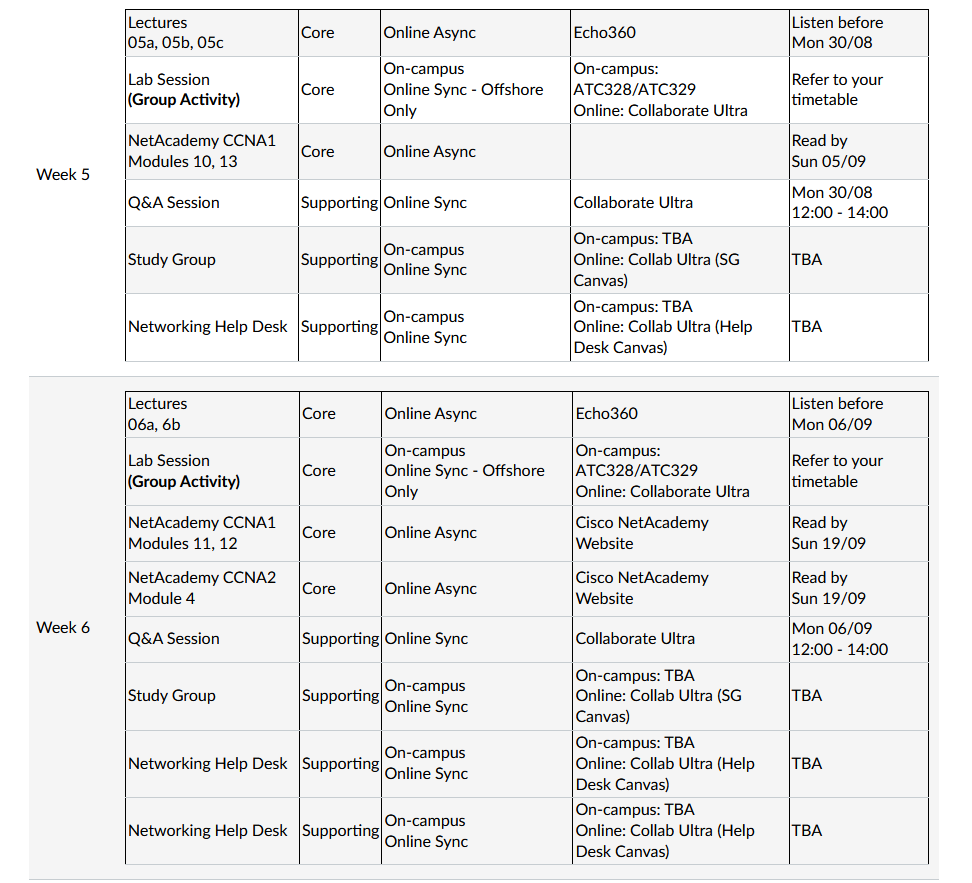 Week 5
Lectures
05a, 05b, 05c
Core
Online Async
Echo360
Listen before
Mon 30/08
Lab Session
(Group Activity)
Core
On-campus
Online Sync - Offshore
Only
On-campus:
ATC328/ATC329
Online: Collaborate Ultra
Refer to your
timetable
NetAcademy CCNA1
Modules 10, 13
Core
Online Async
Read by
Sun 05/09
Q&A Session
Supporting
Online Sync
Collaborate Ultra
Mon 30/08
12:00 - 14:00
Study Group
Supporting
On-campus
Online Sync
On-campus: TBA
Online: Collab Ultra (SG
Canvas)
TBA
Networking Help Desk
Supporting
On-campus
Online Sync
On-campus: TBA
Online: Collab Ultra (Help
Desk Canvas)
TBA
Week 6
Lectures
06a, 6b
Core
Online Async
Echo360
Listen before
Mon 06/09
Lab Session
(Group Activity)
Core
On-campus
Online Sync - Offshore
Only
On-campus:
ATC328/ATC329
Online: Collaborate Ultra
Refer to your
timetable
NetAcademy CCNA1
Modules 11, 12
Core
Online Async
Cisco NetAcademy
Website
Read by
Sun 19/09
NetAcademy CCNA2
Module 4
Core
Online Async
Cisco NetAcademy
Website
Read by
Sun 19/09
Q&A Session
Supporting
Online Sync
Collaborate Ultra
Mon 06/09
12:00 - 14:00
Study Group
Supporting
On-campus
Online Sync
On-campus: TBA
Online: Collab Ultra (SG
Canvas)
TBA
Networking Help Desk
Supporting
On-campus
Online Sync
On-campus: TBA
Online: Collab Ultra (Help
Desk Canvas)
TBA
Networking Help Desk
Supporting
On-campus
Online Sync
On-campus: TBA
Online: Collab Ultra (Help
Desk Canvas)
TBA